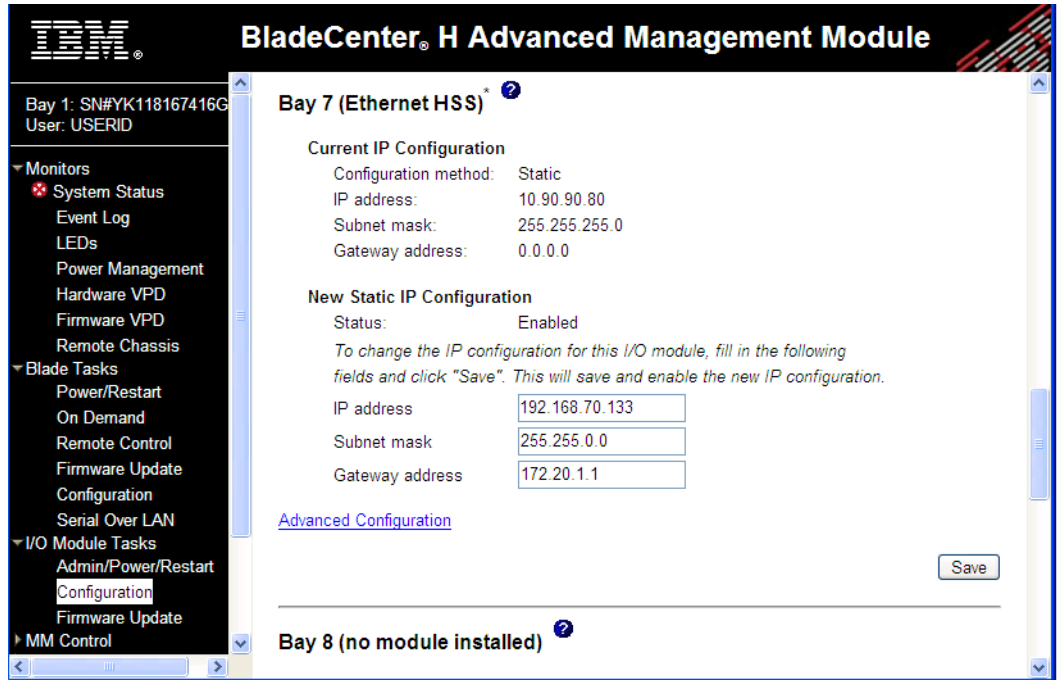 IBM®
BladeCenter® H Advanced Management Module
Bay 1: SN#YK118167416G
User: USERID
Monitors
System Status
Event Log
LEDs
Power Management
Hardware VPD
Firmware VPD
Remote Chassis
Blade Tasks
Power/Restart
On Demand
Remote Control
Firmware Update
Configuration
Serial Over LAN
I/O Module Tasks
Admin/Power/Restart
Configuration
Firmware Update
MM Control
Bay 7 (Ethernet HSS)* ?
Current IP Configuration
Configuration method: Static
IP address: 10.90.90.80
Subnet mask: 255.255.255.0
Gateway address: 0.0.0.0
New Static IP Configuration
Status: Enabled
To change the IP configuration for this I/O module, fill in the following
fields and click "Save". This will save and enable the new IP configuration.
IP address 192.168.70.133
Subnet mask 255.255.0.0
Gateway address 172.20.1.1
Advanced Configuration
Save
Bay 8 (no module installed) ?